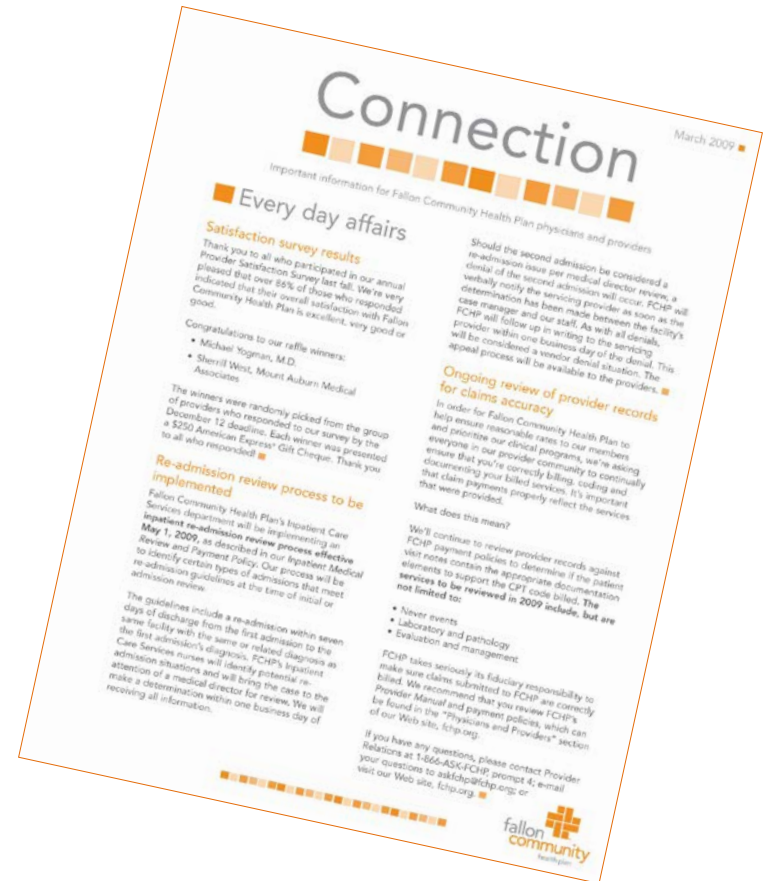 Connection
March 2009
Important information for Fallon Community Health Plan physicians and providers
Every day affairs
Satisfaction survey results
Thank you to all who participated in our annual
Provider Satisfaction Survey last fall. We're very
pleased that over 86% of those who responded
indicated that their overall satisfaction with Fallon
Community Health Plan is excellent, very good or
good.
Congratulations to our raffle winners:
• Michael Yogman, M.D.
• Sherrill West, Mount Auburn Medical
Associates
The winners were randomly picked from the group
of providers who responded to our survey by the
December 12 deadline. Each winner was presented
a $250 American Express® Gift Cheque. Thank you
to all who responded!
Re-admission review process to be
implemented
Fallon Community Health Plan's Inpatient Care
Services department will be implementing an
inpatient re-admission review process effective
May 1, 2009, as described in our Inpatient Medical
Review and Payment Policy. Our process will be
to identify certain types of admissions that meet
re-admission guidelines at the time of initial or
admission review.
The guidelines include a re-admission within seven
days of discharge from the first admission to the
same facility with the same or related diagnosis as
the first admission's diagnosis. FCHP's Inpatient
Care Services nurses will identify potential re-
admission situations and will bring the case to the
attention of a medical director for review. We will
make a determination within one business day of
receiving all information.
Should the second admission be considered a
re-admission issue per medical director review, a
denial of the second admission will occur. FCHP will
verbally notify the servicing provider as soon as the
determination has been made between the facility's
case manager and our staff. As with all denials,
FCHP will follow up in writing to the servicing
provider within one business day of the denial. This
will be considered a vendor denial situation. The
appeal process will be available to the providers.
Ongoing review of provider records
for claims accuracy
In order for Fallon Community Health Plan to
help ensure reasonable rates to our members
and prioritize our clinical programs, we're asking
everyone in our provider community to continually
ensure that you're correctly billing, coding and
documenting your billed services. It's important
that claim payments properly reflect the services
that were provided.
What does this mean?
We'll continue to review provider records against
FCHP payment policies to determine if the patient
visit notes contain the appropriate documentation
elements to support the CPT code billed. The
services to be reviewed in 2009 include, but are
not limited to:
• Never events
• Laboratory and pathology
• Evaluation and management
FCHP takes seriously its fiduciary responsibility to
make sure claims submitted to FCHP are correctly
billed. We recommend that you review FCHP's
Provider Manual and payment policies, which can
be found in the "Physicians and Providers" section
of our Web site, fchp.org.
If you have any questions, please contact Provider
Relations at 1-866-ASK-FCHP, prompt 4; e-mail
your questions to askfchp@fchp.org; or
visit our Web site, fchp.org.
fallon
community
health plan